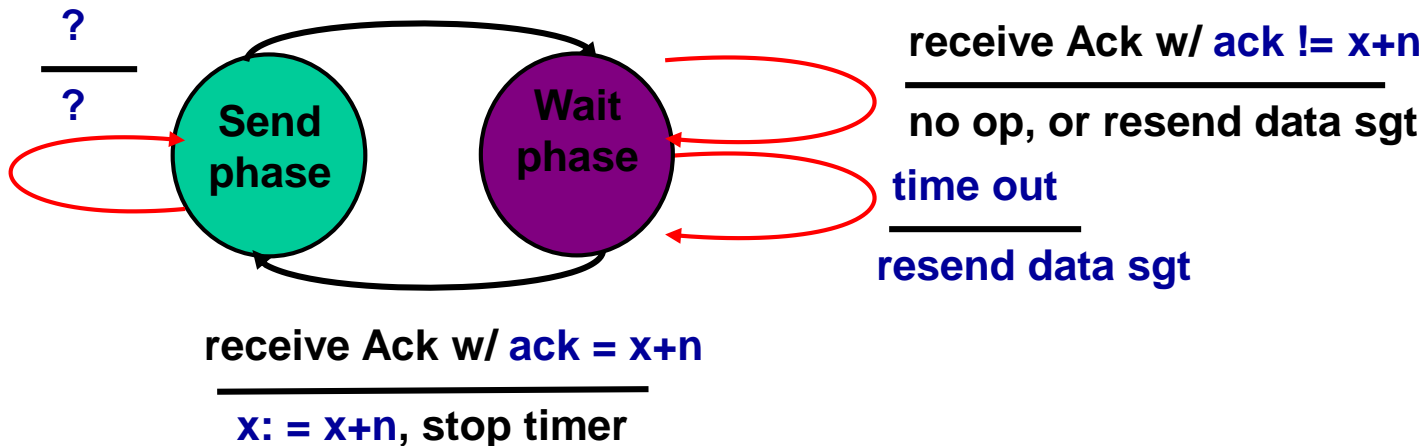 ?
?
Send
phase
Wait
phase
receive Ack w/ ack != x+n
no op, or resend data sgt
time out
resend data sgt
receive Ack w/ ack = x+n
x: = x+n, stop timer